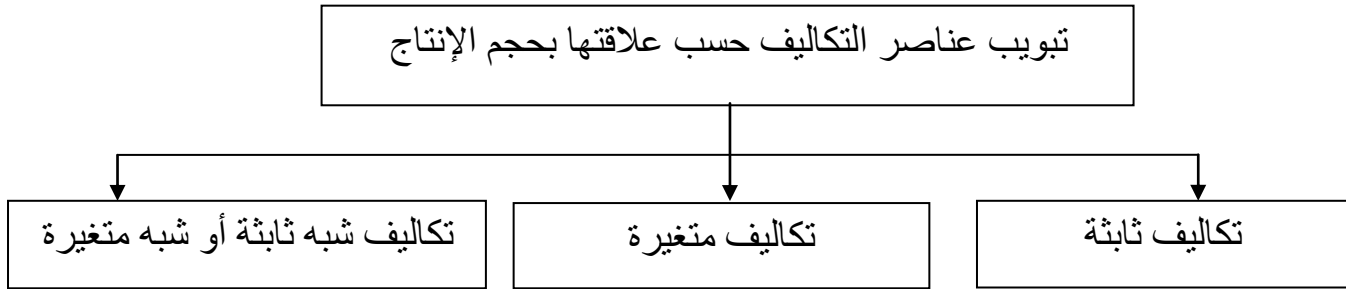 تبويب عناصر التكاليف حسب علاقتها بحجم الإنتاج
تكاليف ثابتة
تكاليف متغيرة
تكاليف شبه ثابتة أو شبه متغيرة